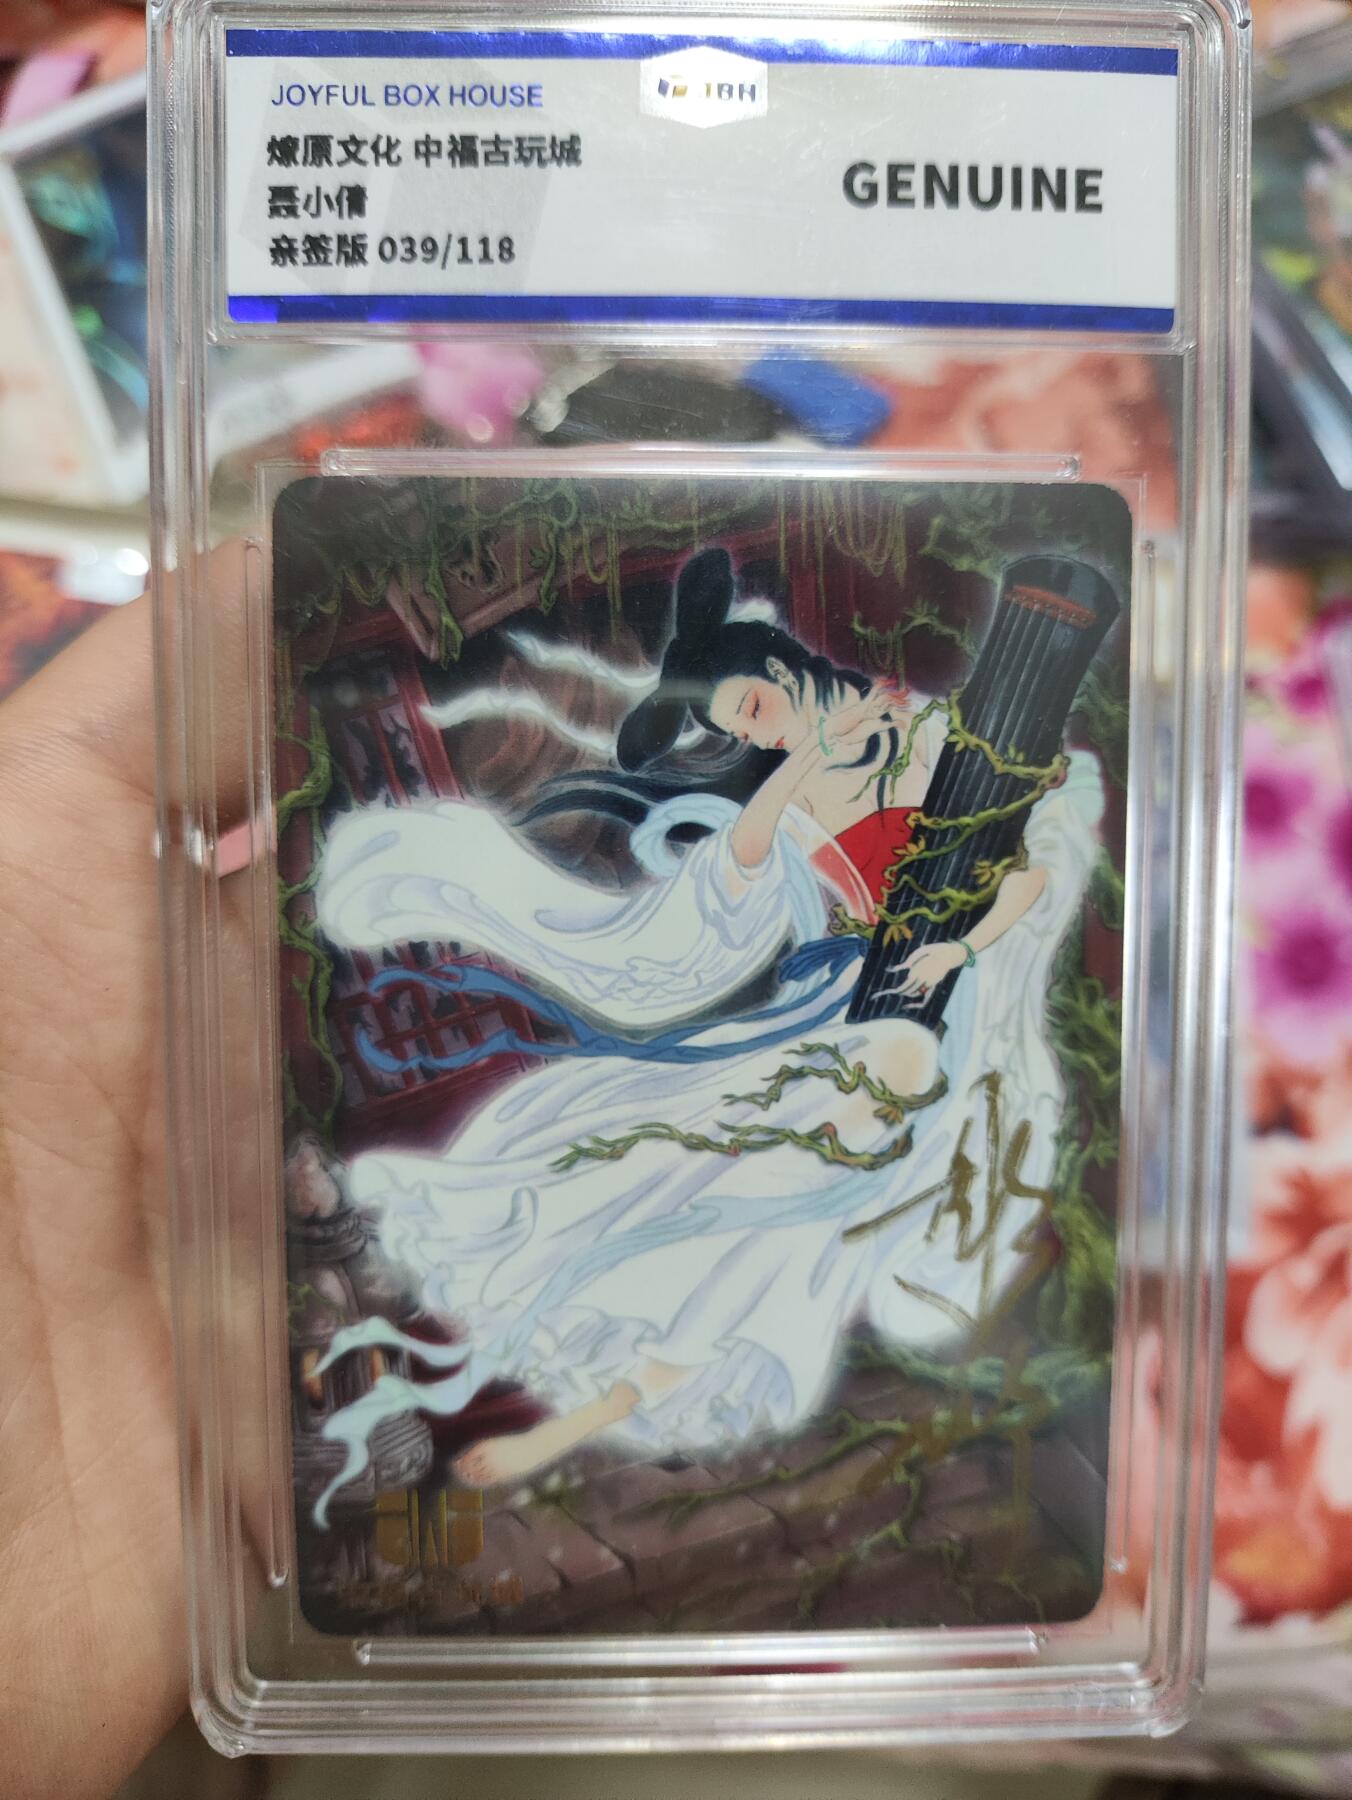 JBH
JOYFUL BOX HOUSE
燎原文化 中福古玩城
聂小倩
亲签版 039/118
GENUINE